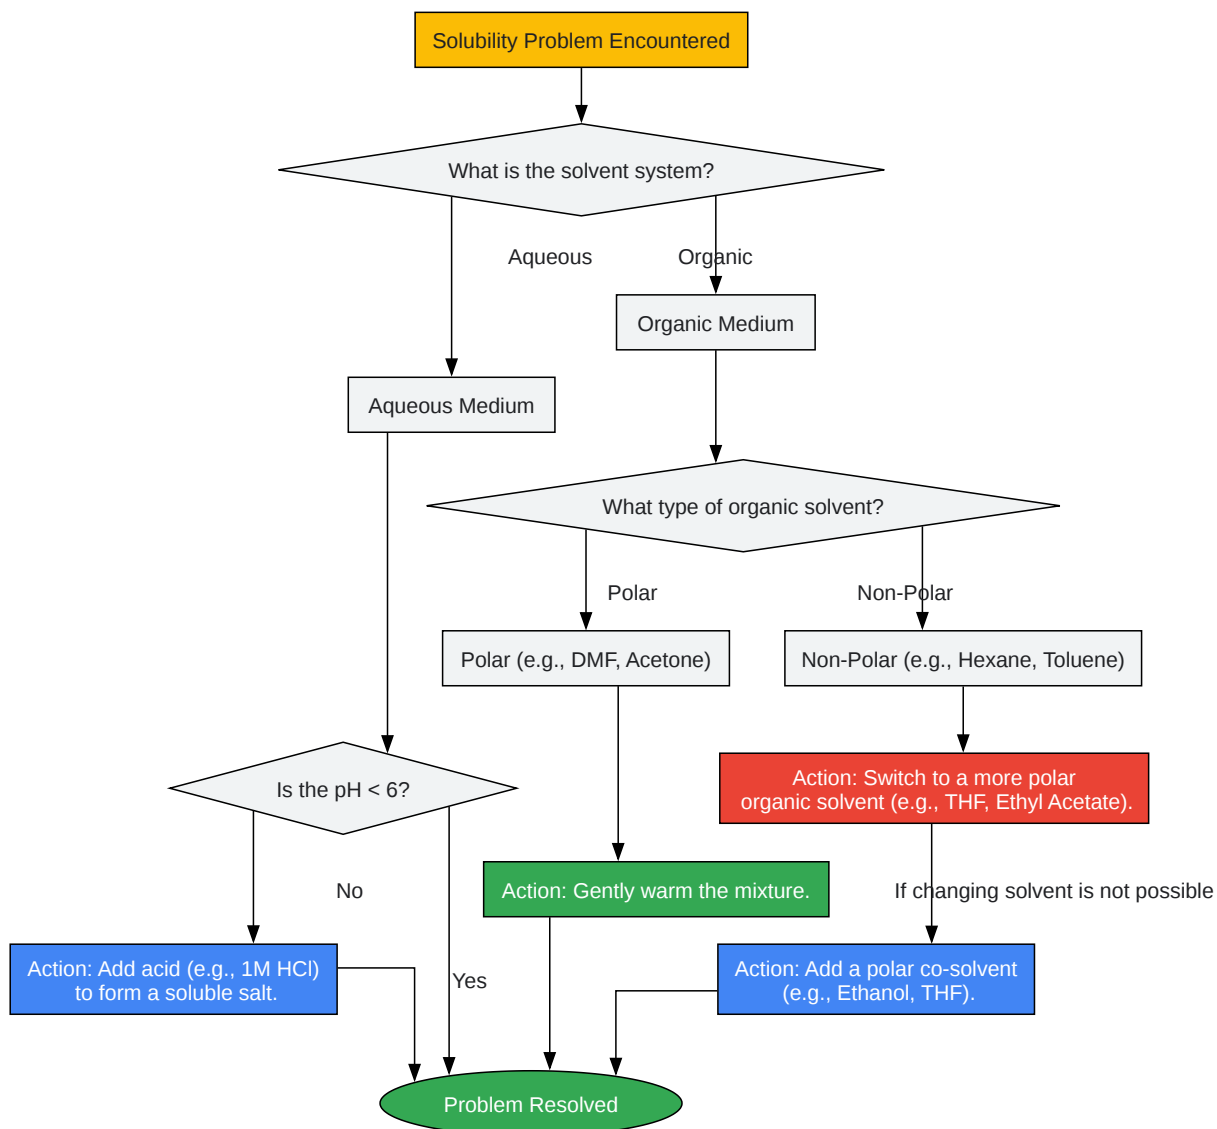 Solubility Problem Encountered
What is the solvent system?
Aqueous
Organic
Organic Medium
Aqueous Medium
What type of organic solvent?
Polar
Non-Polar
Polar (e.g., DMF, Acetone)
Non-Polar (e.g., Hexane, Toluene)
Is the pH < 6?
Action: Switch to a more polar
organic solvent (e.g., THF, Ethyl Acetate).
No
Action: Gently warm the mixture.
If changing solvent is not possible
Action: Add acid (e.g., 1M HCl)
to form a soluble salt.
Yes
Action: Add a polar co-solvent
(e.g., Ethanol, THF).
Problem Resolved